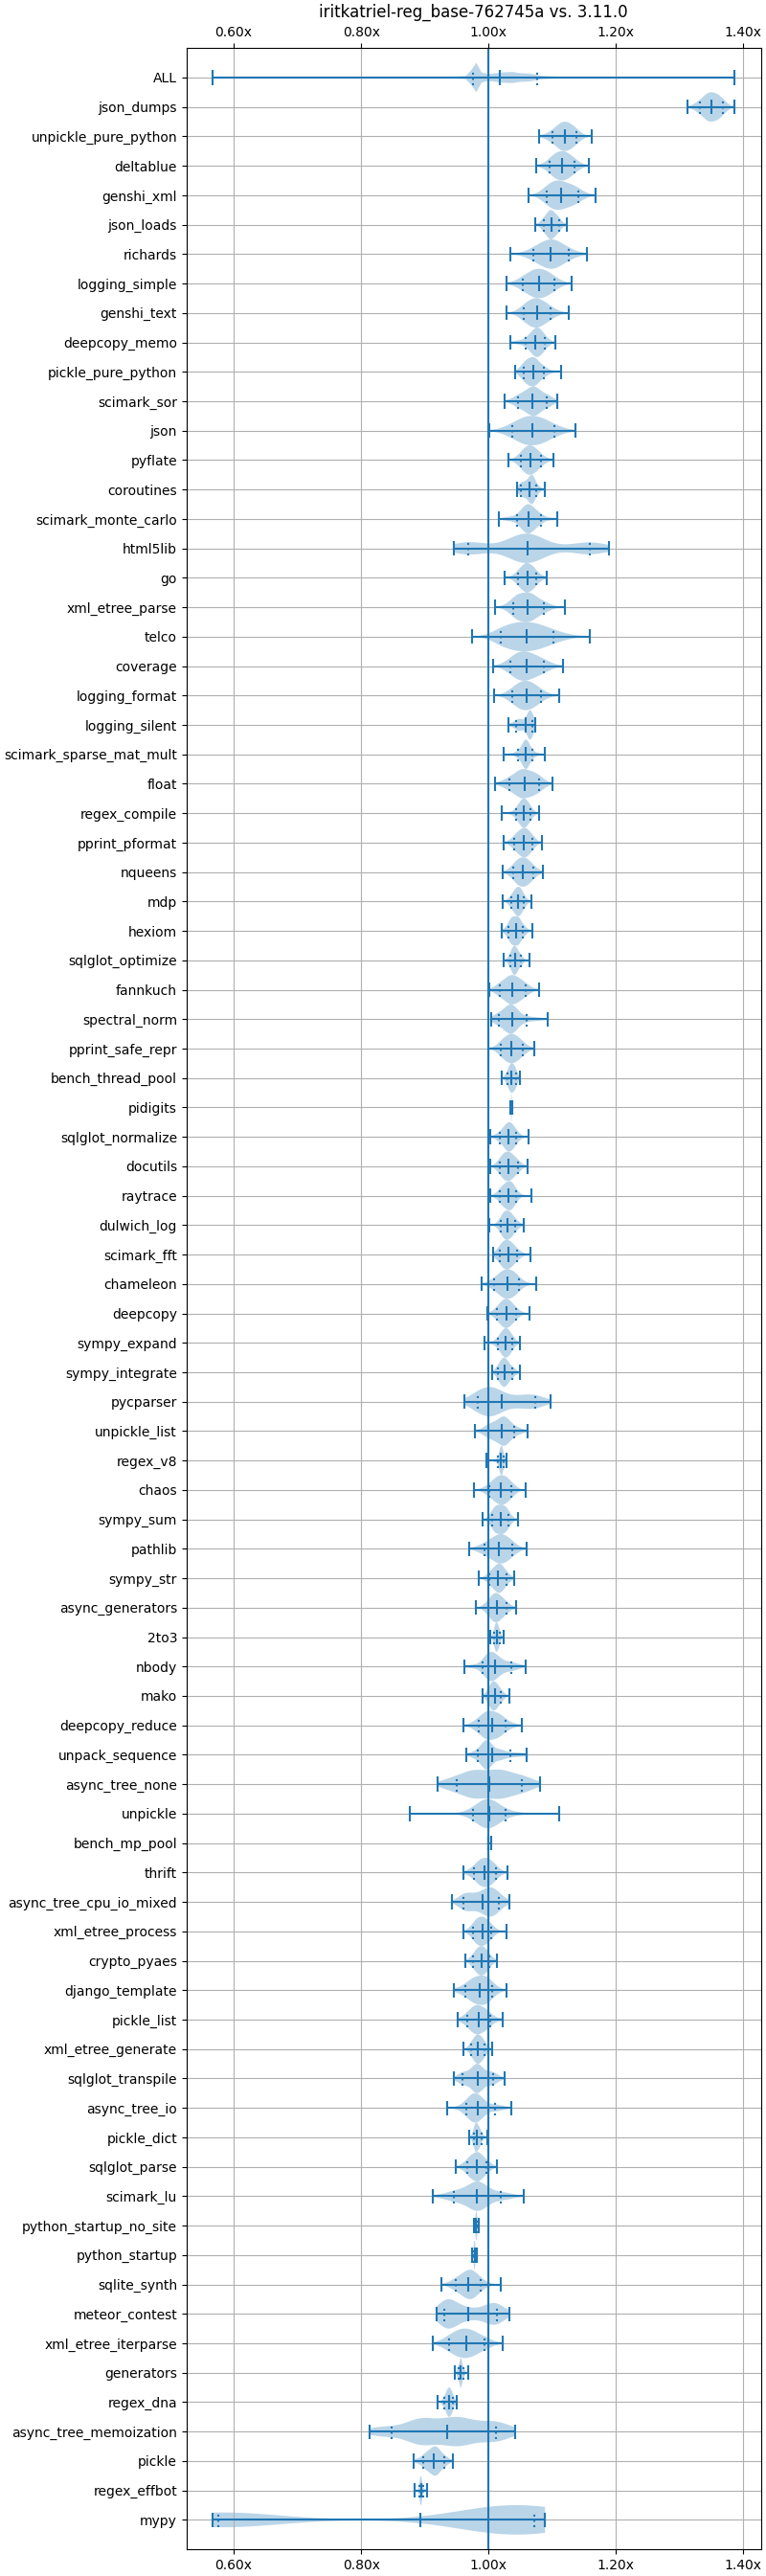 iritkatriel-reg_base-762745a vs. 3.11.0
0.60x 0.80x 1.00x 1.20x 1.40x
ALL
json_dumps
unpickle_pure_python
deltablue
genshi_xml
json_loads
richards
logging_simple
genshi_text
deepcopy_memo
pickle_pure_python
scimark_sor
json
pyflate
coroutines
scimark_monte_carlo
html5lib
go
xml_etree_parse
telco
coverage
logging_format
logging_silent
scimark_sparse_mat_mult
float
regex_compile
pprint_pformat
nqueens
mdp
hexiom
sqlglot_optimize
fannkuch
spectral_norm
pprint_safe_repr
bench_thread_pool
pidigits
sqlglot_normalize
docutils
raytrace
dulwich_log
scimark_fft
chameleon
deepcopy
sympy_expand
sympy_integrate
pycparser
unpickle_list
regex_v8
chaos
sympy_sum
pathlib
sympy_str
async_generators
2to3
nbody
mako
deepcopy_reduce
unpack_sequence
async_tree_none
unpickle
bench_mp_pool
thrift
async_tree_cpu_io_mixed
xml_etree_process
crypto_pyaes
django_template
pickle_list
xml_etree_generate
sqlglot_transpile
async_tree_io
pickle_dict
sqlglot_parse
scimark_lu
python_startup_no_site
python_startup
sqlite_synth
meteor_contest
xml_etree_iterparse
generators
regex_dna
async_tree_memoization
pickle
regex_effbot
mypy
0.60x 0.80x 1.00x 1.20x 1.40x